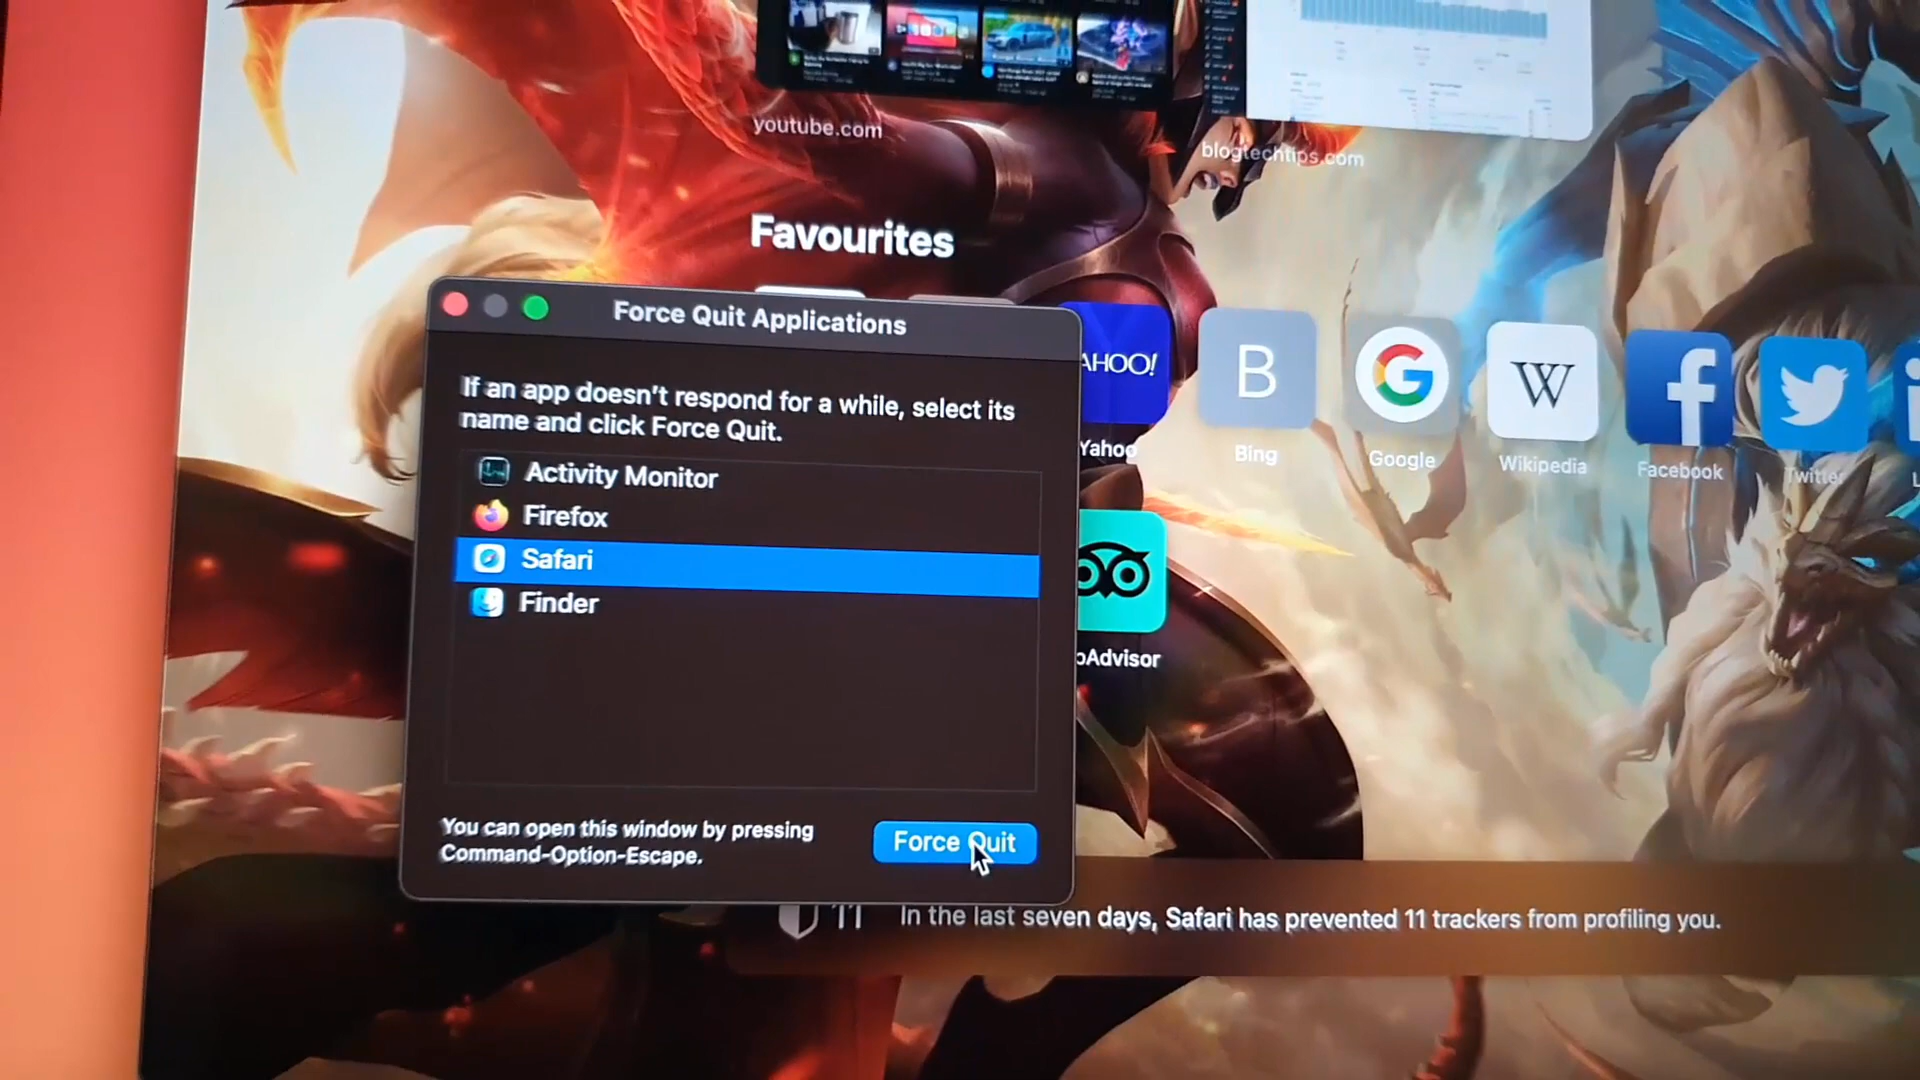 youtube.com
blogtechtips.com
Favourites
Force Quit Applications
If an app doesn't respond for a while, select its
name and click Force Quit.
Activity Monitor
Firefox
Safari
Finder
You can open this window by pressing
Command-Option-Escape.
Force Quit
AHOO!
B
G
W
f
Yahoo
Bing
Google
Wikipedia
Facebook
Twitter
pAdvisor
11
In the last seven days, Safari has prevented 11 trackers from profiling you.